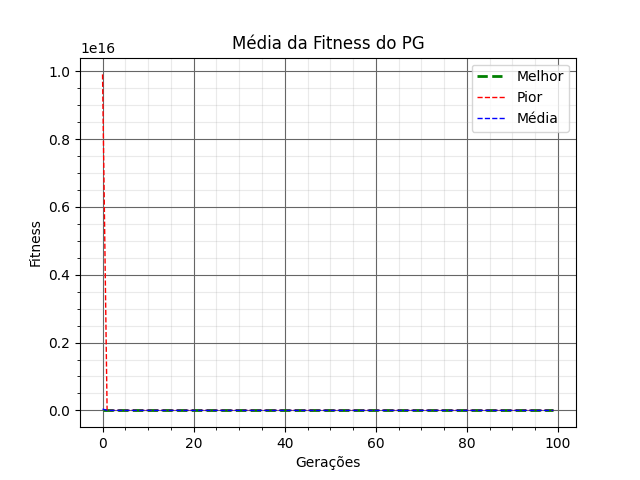 Média da Fitness do PG
1e16
1.0
0.8
0.6
0.4
0.2
0.0
Fitness
Melhor
Pior
Média
0 20 40 60 80 100
Gerações